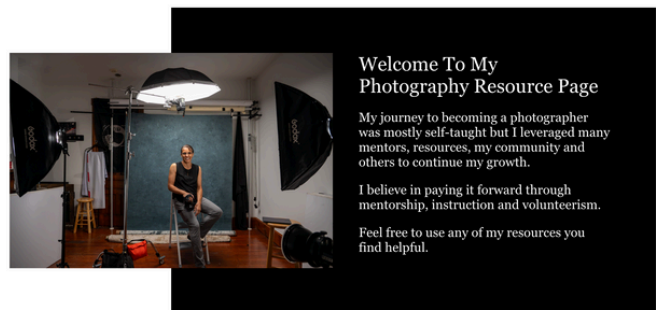 Welcome To My
Photography Resource Page
My journey to becoming a photographer
was mostly self-taught but I leveraged many
mentors, resources, my community and
others to continue my growth.
I believe in paying it forward through
mentorship, instruction and volunteerism.
Feel free to use any of my resources you
find helpful.
Godox
Godox